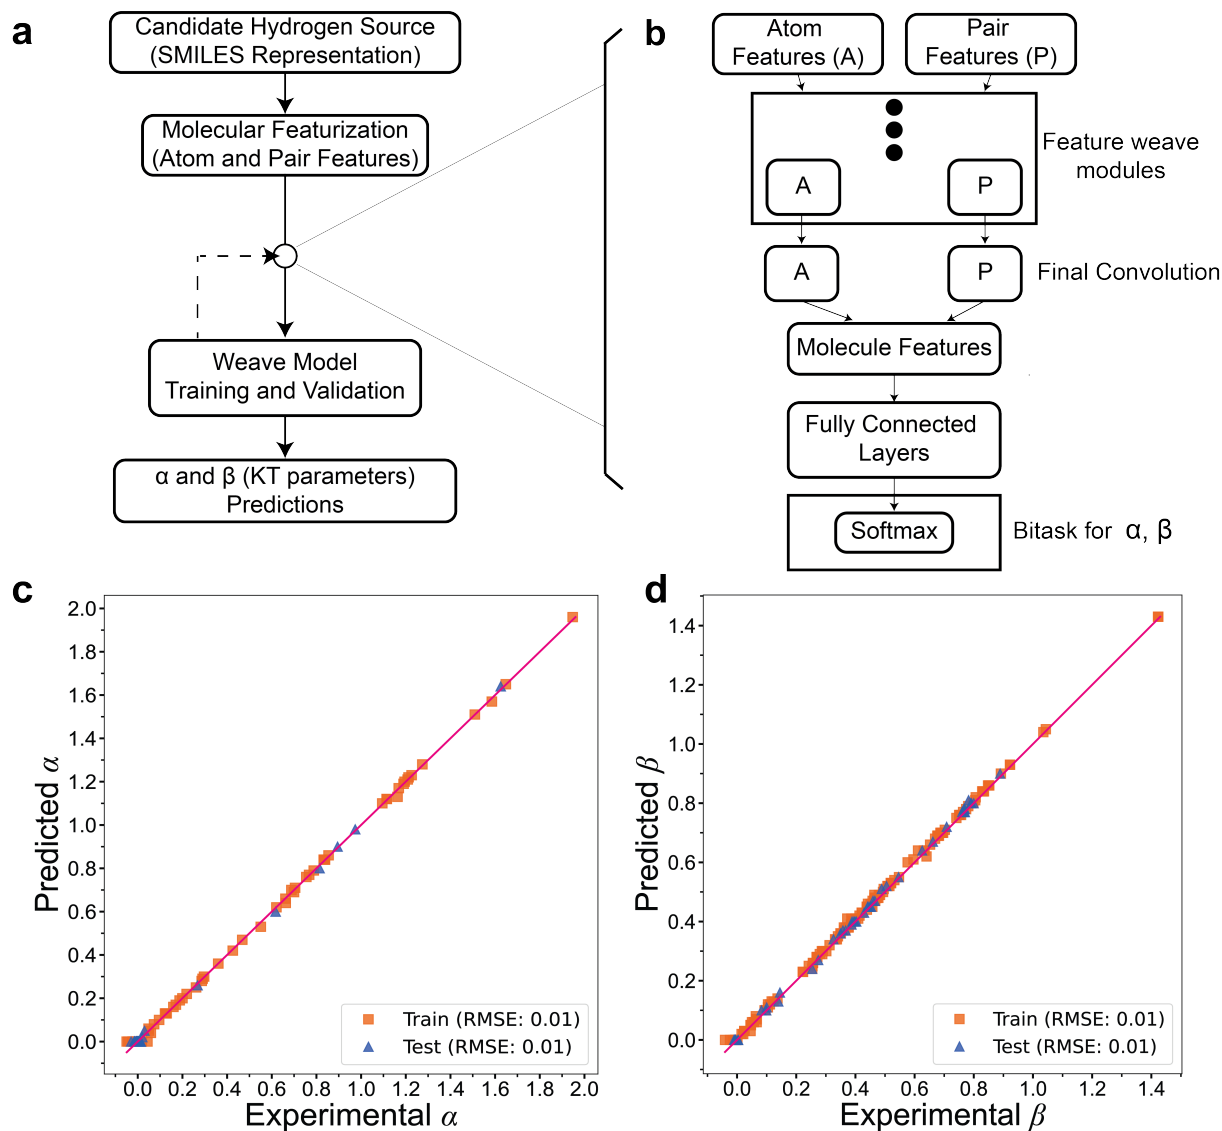 a
Candidate Hydrogen Source
(SMILES Representation)
Molecular Featurization
(Atom and Pair Features)
Weave Model
Training and Validation
α and β (KT parameters)
Predictions
b
Atom
Features (A)
Pair
Features (P)
A
P
Feature weave
modules
A
P
Final Convolution
Molecule Features
Fully Connected
Layers
Softmax
Bitask for α, β
c
Predicted α
2.0
1.8
1.6
1.4
1.2
1.0
0.8
0.6
0.4
0.2
0.0
Train (RMSE: 0.01)
Test (RMSE: 0.01)
0.0 0.2 0.4 0.6 0.8 1.0 1.2 1.4 1.6 1.8 2.0
Experimental α
d
Predicted β
1.4
1.2
1.0
0.8
0.6
0.4
0.2
0.0
Train (RMSE: 0.01)
Test (RMSE: 0.01)
0.0 0.2 0.4 0.6 0.8 1.0 1.2 1.4
Experimental β